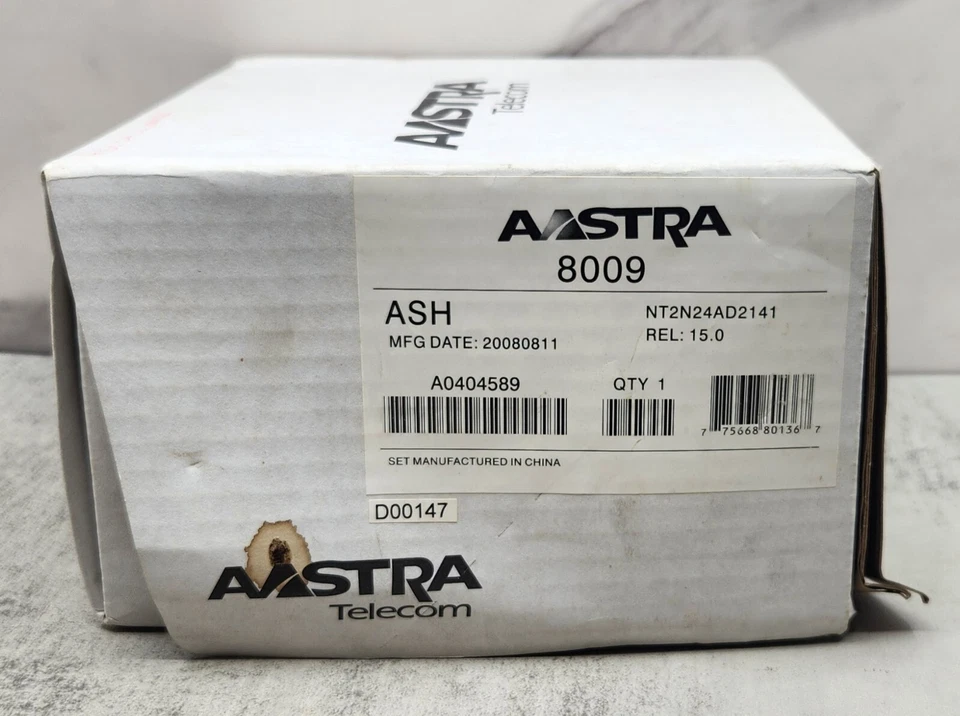 AASTRA
Telecom
AASTRA
8009
ASH
NT2N24AD2141
MFG DATE: 20080811
REL: 15.0
A0404589
QTY 1
7 75668 80136 7
SET MANUFACTURED IN CHINA
D00147
AASTRA
Telecom